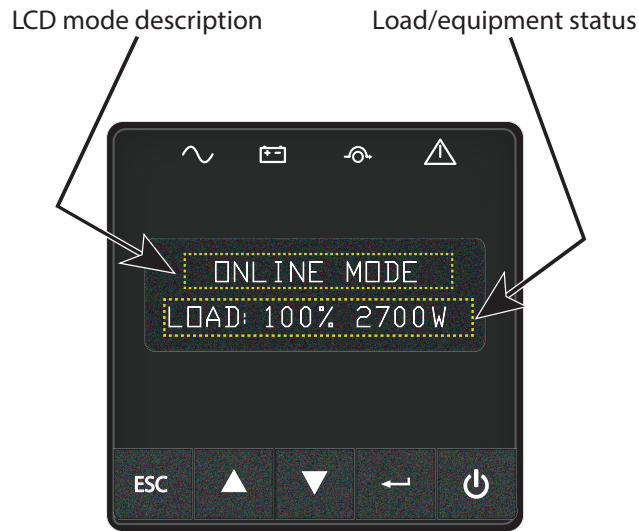 LCD mode description
Load/equipment status
ONLINE MODE
LOAD: 100% 2700W
ESC